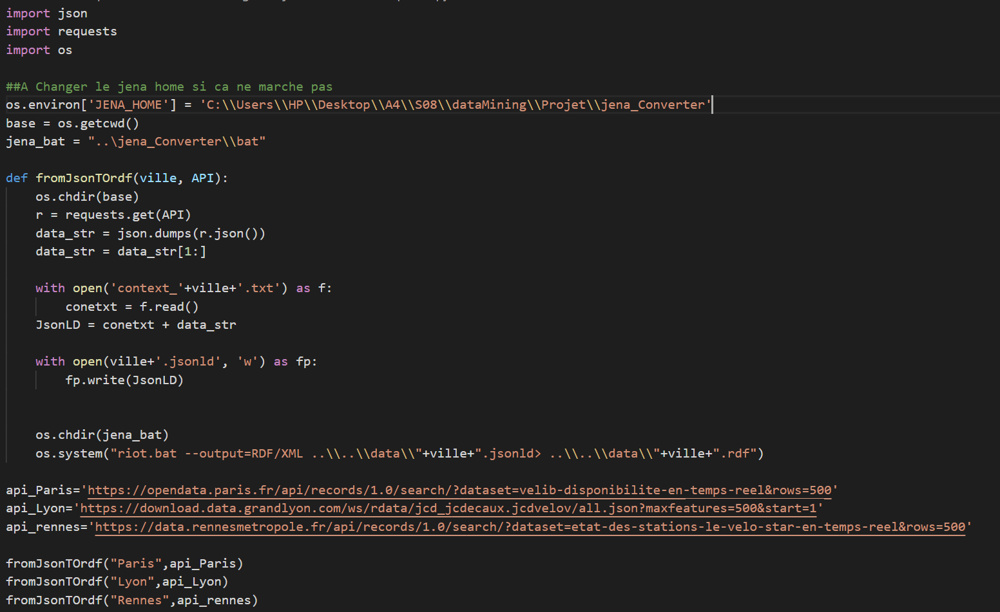 import json
import requests
import os
##A Changer le jena home si ca ne marche pas
os.environ['JENA_HOME'] = 'C:\\Users\\HP\\Desktop\\A4\\S08\\dataMining\\Projet\\jena_Converter'
base = os.getcwd()
jena_bat = "..\jena_Converter\\bat"
def fromJsonTOrdf(ville, API):
    os.chdir(base)
    r = requests.get(API)
    data_str = json.dumps(r.json())
    data_str = data_str[1:]
    with open('context_'+ville+'.txt') as f:
        conetxt = f.read()
    JsonLD = conetxt + data_str
    with open(ville+'.jsonld', 'w') as fp:
        fp.write(JsonLD)
    os.chdir(jena_bat)
    os.system("riot.bat --output=RDF/XML ..\\..\\data\\"+ville+".jsonld> ..\\..\\data\\"+ville+".rdf")
api_Paris='https://opendata.paris.fr/api/records/1.0/search/?dataset=velib-disponibilite-en-temps-reel&rows=500'
api_Lyon='https://download.data.grandlyon.com/ws/rdata/jcd_jcdecaux.jcdvelov/all.json?maxfeatures=500&start=1'
api_rennes='https://data.rennesmetropole.fr/api/records/1.0/search/?dataset=etat-des-stations-le-velo-star-en-temps-reel&rows=500'
fromJsonTOrdf("Paris",api_Paris)
fromJsonTOrdf("Lyon",api_Lyon)
fromJsonTOrdf("Rennes",api_rennes)